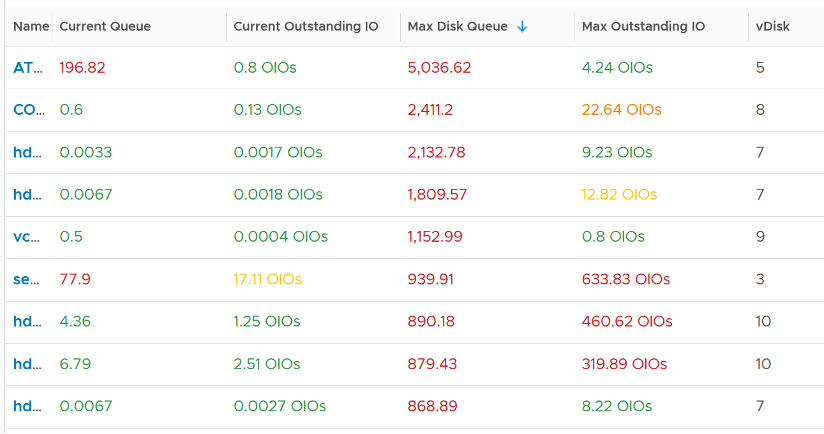 Name Current Queue Current Outstanding IO Max Disk Queue Max Outstanding IO vDisk
AT... 196.82 0.8 OIOs 5,036.62 4.24 OIOs 5
CO... 0.6 0.13 OIOs 2,411.2 22.64 OIOs 8
hd... 0.0033 0.0017 OIOs 2,132.78 9.23 OIOs 7
hd... 0.0067 0.0018 OIOs 1,809.57 12.82 OIOs 7
vc... 0.5 0.0004 OIOs 1,152.99 0.8 OIOs 9
se... 77.9 17.11 OIOs 939.91 633.83 OIOs 3
hd... 4.36 1.25 OIOs 890.18 460.62 OIOs 10
hd... 6.79 2.51 OIOs 879.43 319.89 OIOs 10
hd... 0.0067 0.0027 OIOs 868.89 8.22 OIOs 7